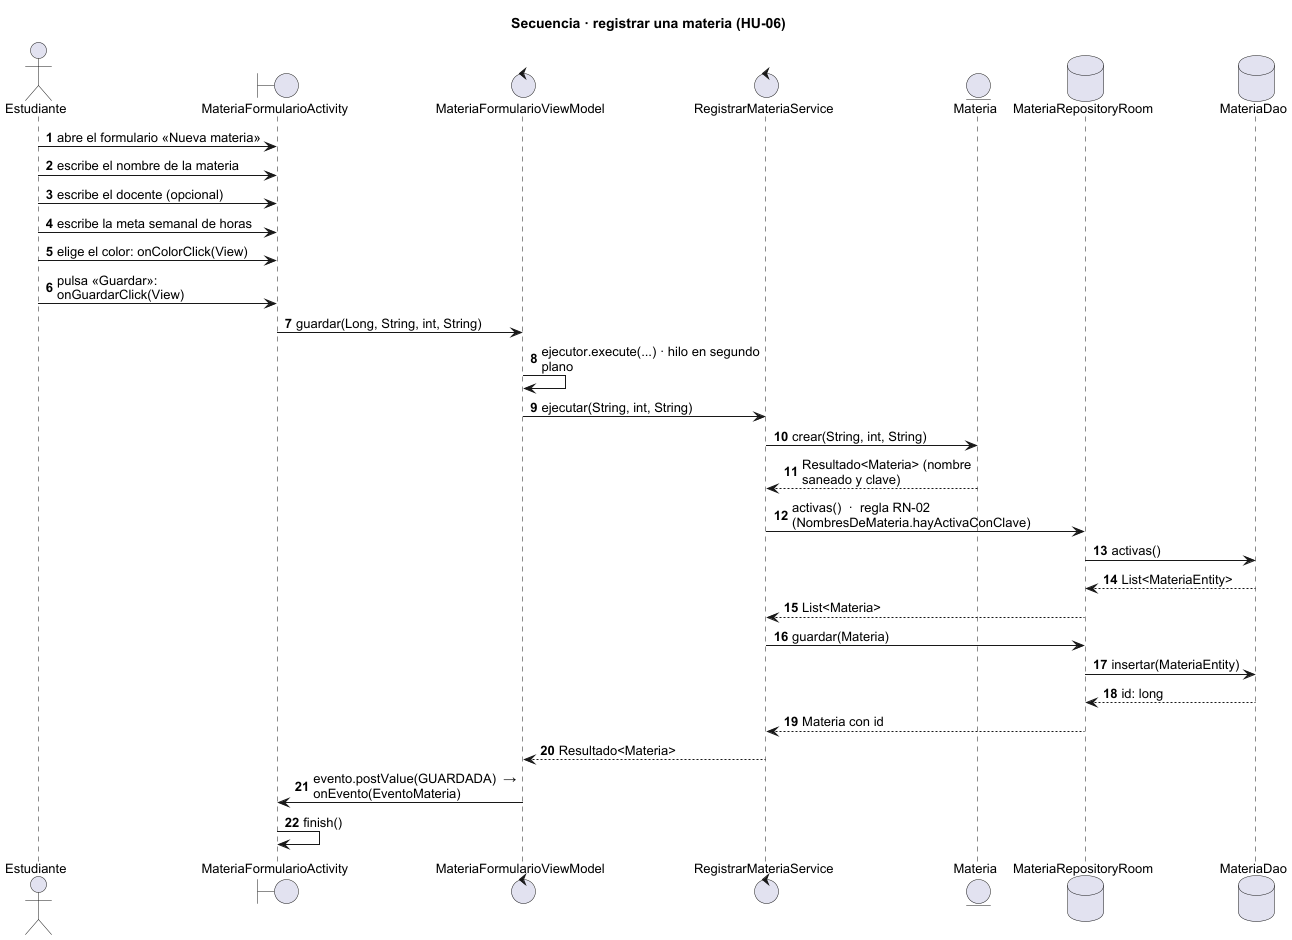 Secuencia · registrar una materia (HU-06)
Estudiante
MateriaFormularioActivity
MateriaFormularioViewModel
RegistrarMateriaService
Materia
MateriaRepositoryRoom
MateriaDao
1 abre el formulario «Nueva materia»
2 escribe el nombre de la materia
3 escribe el docente (opcional)
4 escribe la meta semanal de horas
5 elige el color: onColorClick(View)
6 pulsa «Guardar»:
onGuardarClick(View)
7 guardar(Long, String, int, String)
8 ejecutor.execute(...) · hilo en segundo
plano
9 ejecutar(String, int, String)
10 crear(String, int, String)
11 Resultado<Materia> (nombre
saneado y clave)
12 activas() · regla RN-02
(NombresDeMateria.hayActivaConClave)
13 activas()
14 List<MateriaEntity>
15 List<Materia>
16 guardar(Materia)
17 insertar(MateriaEntity)
18 id: long
19 Materia con id
20 Resultado<Materia>
21 evento.postValue(GUARDADA) →
onEvento(EventoMateria)
22 finish()
Estudiante
MateriaFormularioActivity
MateriaFormularioViewModel
RegistrarMateriaService
Materia
MateriaRepositoryRoom
MateriaDao